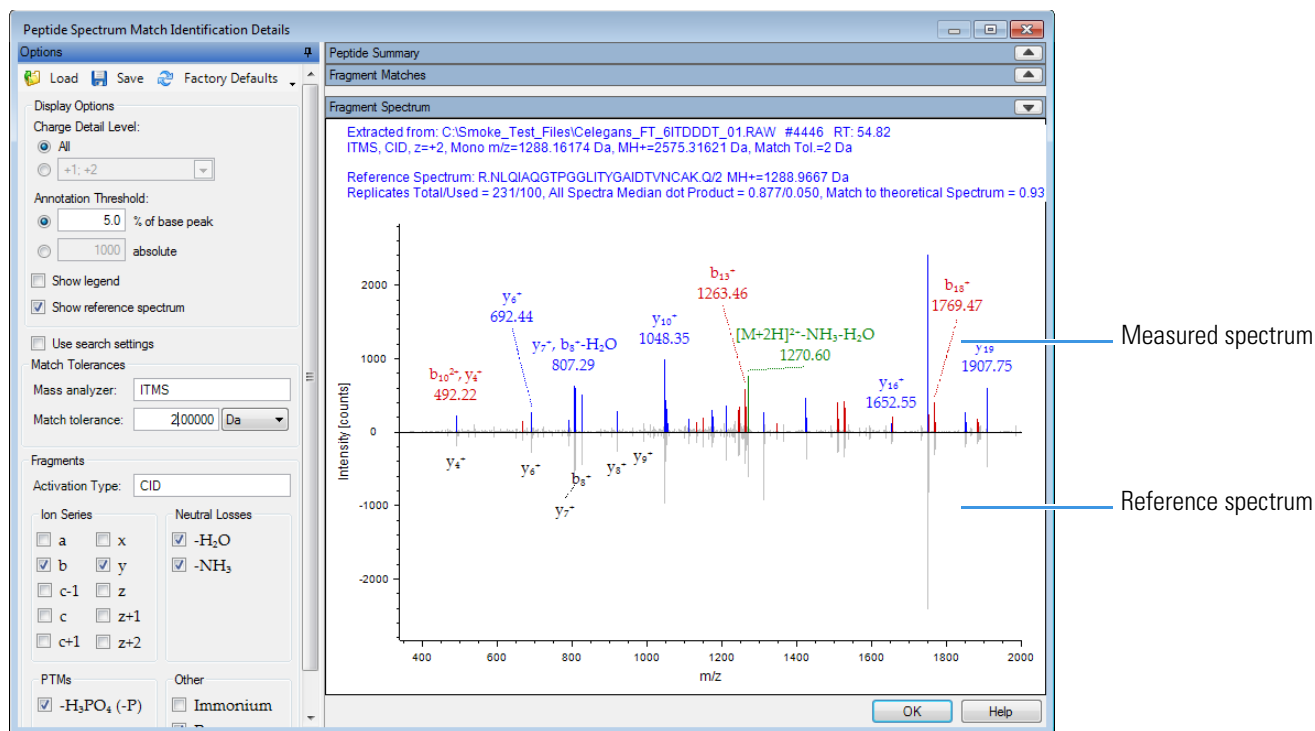 Peptide Spectrum Match Identification Details
Options
Load Save Factory Defaults
Display Options
Charge Detail Level:
All
+1; +2
Annotation Threshold:
5.0 % of base peak
1000 absolute
Show legend
Show reference spectrum
Use search settings
Match Tolerances
Mass analyzer: ITMS
Match tolerance: 2.00000 Da
Fragments
Activation Type: CID
Ion Series Neutral Losses
a x -H₂O
b y -NH₃
c-1 z
c z+1
c+1 z+2
PTMs Other
-H₃PO₄ (-P) Immonium
Peptide Summary
Fragment Matches
Fragment Spectrum
Extracted from: C:\Smoke_Test_Files\Celegans_FT_6ITDDDT_01.RAW #4446 RT: 54.82
ITMS, CID, z=+2, Mono m/z=1288.16174 Da, MH+=2575.31621 Da, Match Tol.=2 Da
Reference Spectrum: R.NLQIAQGTPGGLITYGAIDTVNCAK.Q/2 MH+=1288.9667 Da
Replicates Total/Used = 231/100, All Spectra Median dot Product = 0.877/0.050, Match to theoretical Spectrum = 0.93
Intensity [counts]
2000
1000
0
-1000
-2000
b₁₃⁺
1263.46
b₁₈⁺
1769.47
y₆⁺
692.44
y₁₀⁺
1048.35
[M+2H]²⁺-NH₃-H₂O
1270.60
y₇⁺, b₈⁺-H₂O
807.29
y₁₉
1907.75
b₁₀²⁺, y₄⁺
492.22
y₁₆⁺
1652.55
y₄⁺
y₆⁺
b₈⁺
y₈⁺
y₉⁺
y₇⁺
400 600 800 1000 1200 1400 1600 1800 2000
m/z
OK Help
Measured spectrum
Reference spectrum